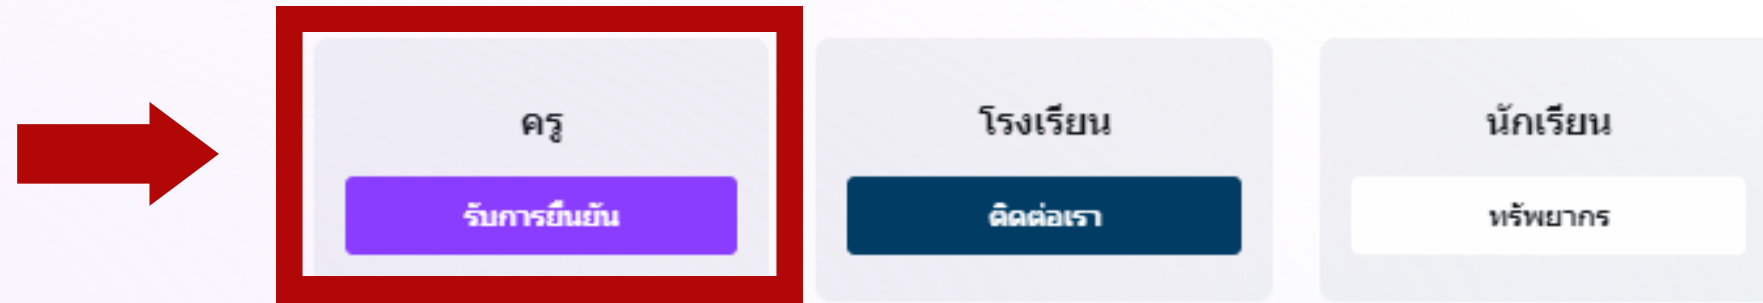 ครู
รับการยืนยัน
โรงเรียน
ติดต่อเรา
นักเรียน
ทรัพยากร